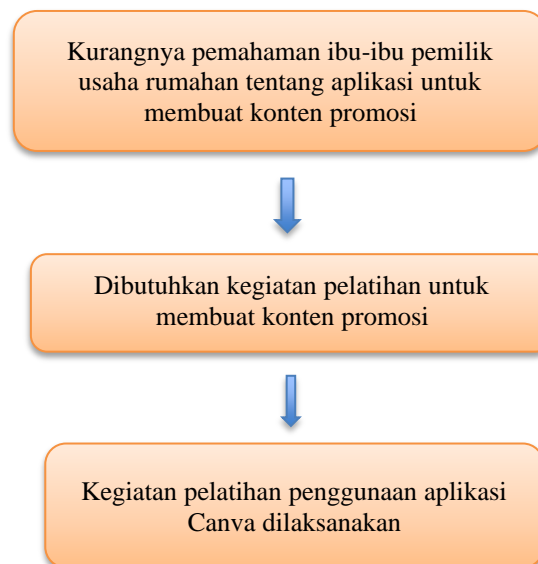 Kurangnya pemahaman ibu-ibu pemilik
usaha rumahan tentang aplikasi untuk
membuat konten promosi
Dibutuhkan kegiatan pelatihan untuk
membuat konten promosi
Kegiatan pelatihan penggunaan aplikasi
Canva dilaksanakan